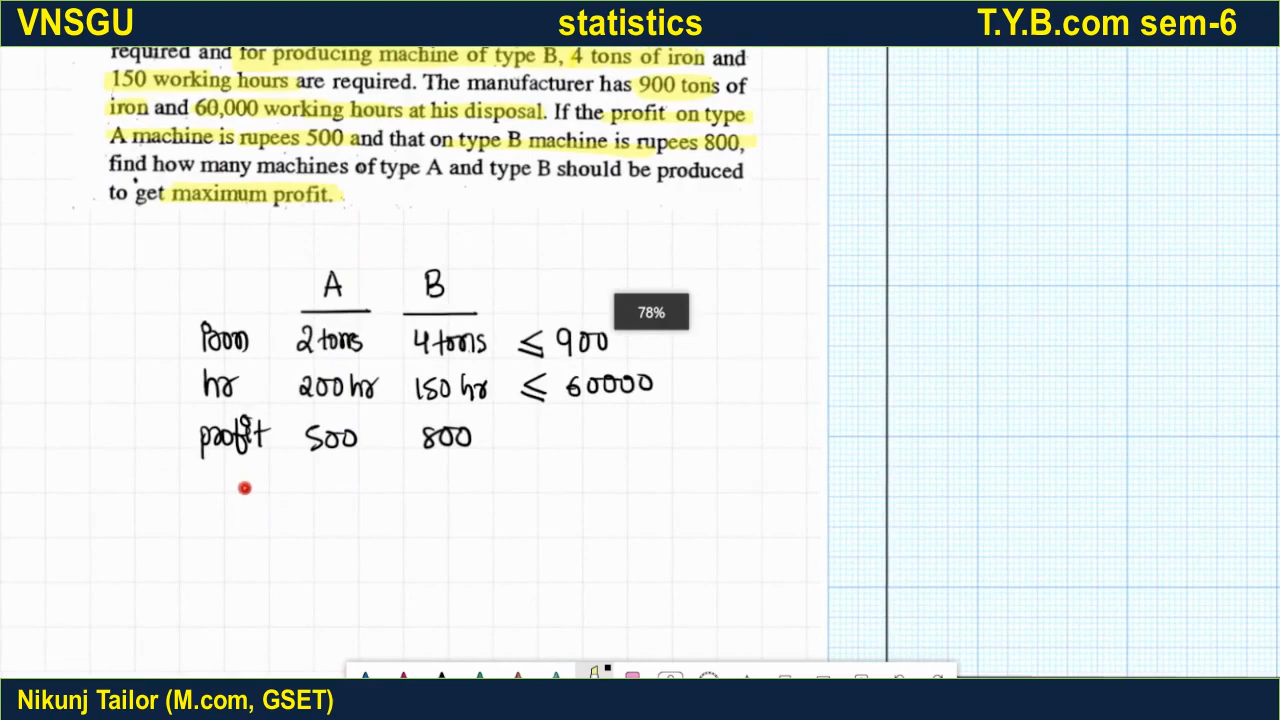 VNSGU statistics T.Y.B.com sem-6
required and for producing machine of type B, 4 tons of iron and
150 working hours are required. The manufacturer has 900 tons of
iron and 60,000 working hours at his disposal. If the profit on type
A machine is rupees 500 and that on type B machine is rupees 800,
find how many machines of type A and type B should be produced
to get maximum profit.
A B
78%
Iron 2 tons 4 tons ≤ 900
hr 200 hr 150 hr ≤ 60000
profit 500 800
Nikunj Tailor (M.com, GSET)